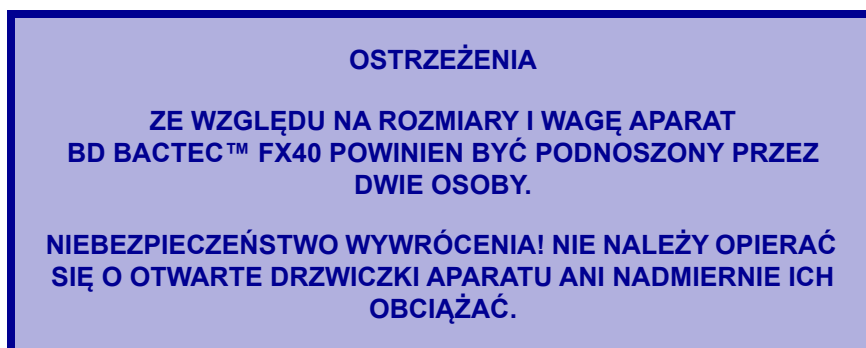 OSTRZEŻENIA
ZE WZGLĘDU NA ROZMIARY I WAGĘ APARAT
BD BACTEC™ FX40 POWINIEN BYĆ PODNOSZONY PRZEZ
DWIE OSOBY.
NIEBEZPIECZEŃSTWO WYWRÓCENIA! NIE NALEŻY OPIERAĆ
SIĘ O OTWARTE DRZWICZKI APARATU ANI NADMIERNIE ICH
OBCIĄŻAĆ.